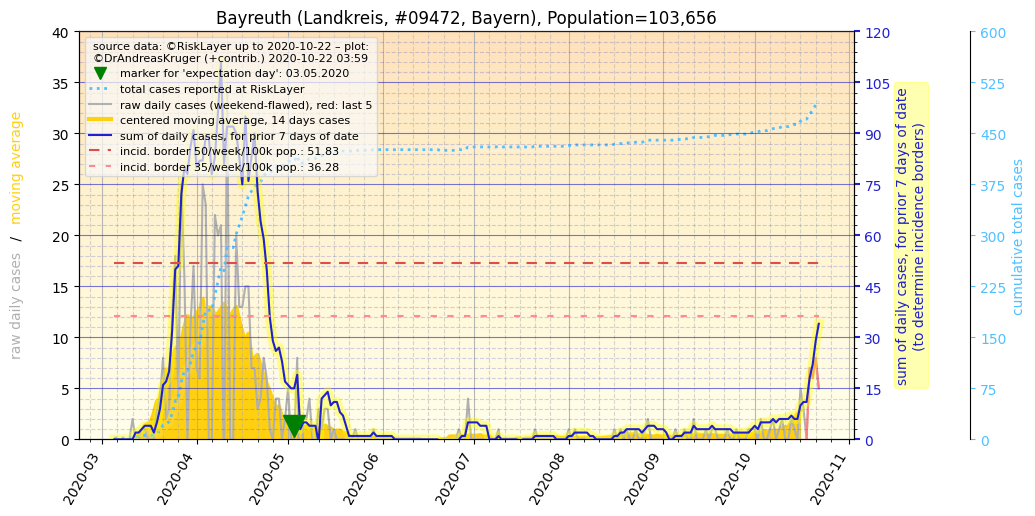 Bayreuth (Landkreis, #09472, Bayern), Population=103,656
source data: ©RiskLayer up to 2020-10-22 – plot:
©DrAndreasKruger (+contrib.) 2020-10-22 03:59
marker for 'expectation day': 03.05.2020
total cases reported at RiskLayer
raw daily cases (weekend-flawed), red: last 5
centered moving average, 14 days cases
sum of daily cases, for prior 7 days of date
incid. border 50/week/100k pop.: 51.83
incid. border 35/week/100k pop.: 36.28
raw daily cases / moving average
40
35
30
25
20
15
10
5
0
2020-03
2020-04
2020-05
2020-06
2020-07
2020-08
2020-09
2020-10
2020-11
120
105
90
75
60
45
30
15
0
sum of daily cases, for prior 7 days of date
(to determine incidence borders)
600
525
450
375
300
225
150
75
0
cumulative total cases